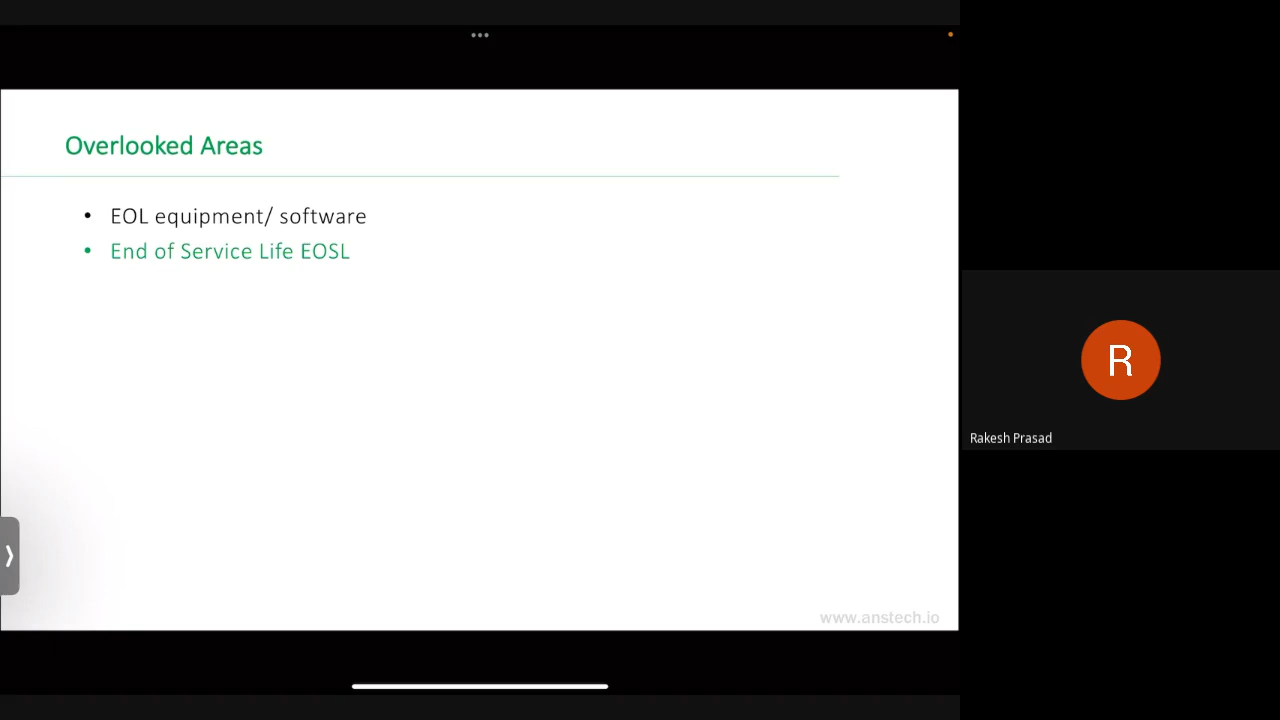 Overlooked Areas
• EOL equipment/ software
• End of Service Life EOSL
www.anstech.io
R
Rakesh Prasad